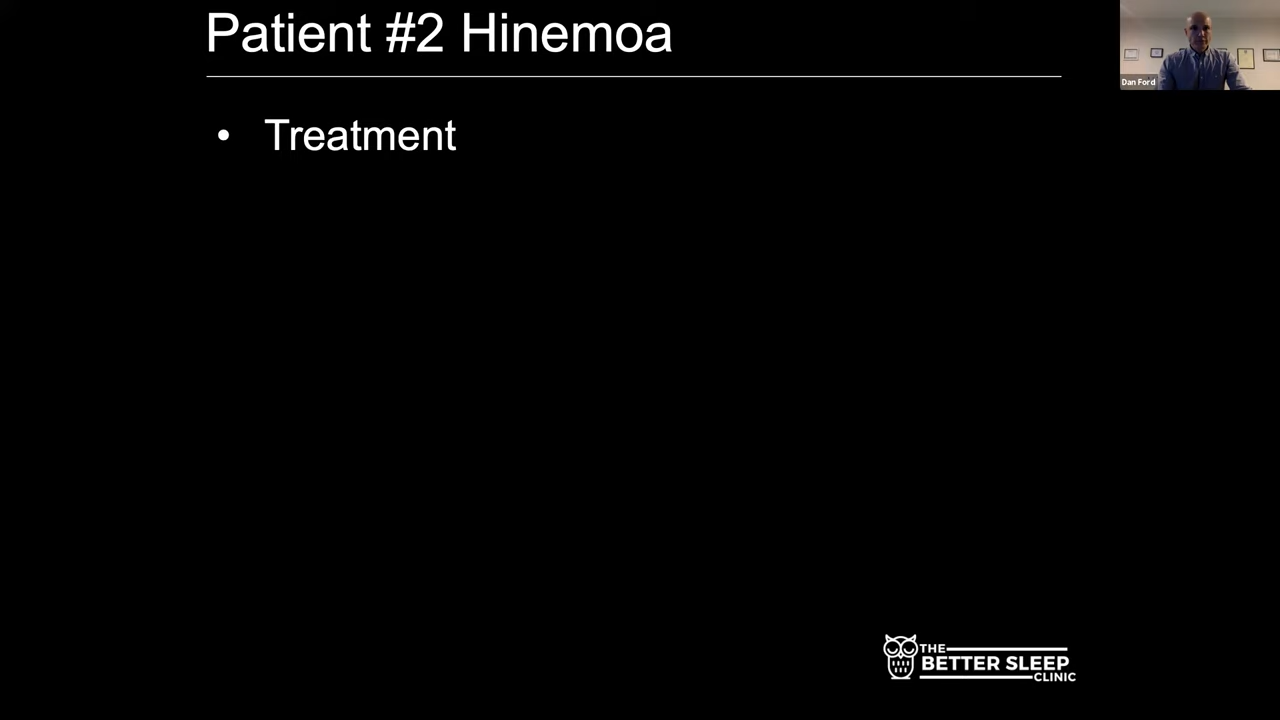 Patient #2 Hinemoa
Dan Ford
• Treatment
THE
BETTER SLEEP
CLINIC